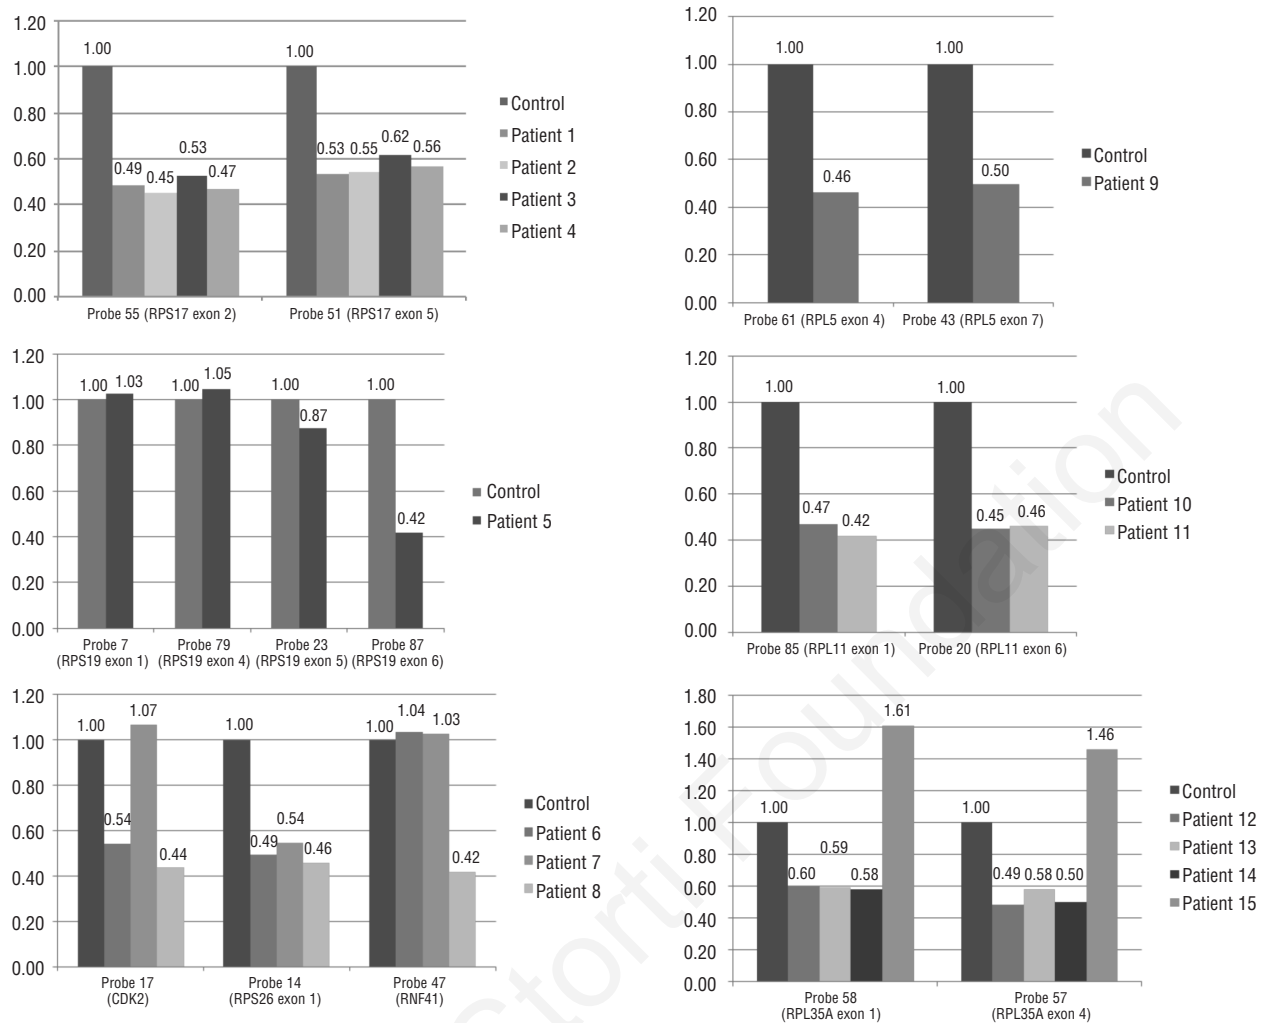 1.20
1.00
0.80
0.60
0.40
0.20
0.00
1.00
0.49
0.45
0.53
0.47
1.00
0.53
0.55
0.62
0.56
Probe 55 (RPS17 exon 2)
Probe 51 (RPS17 exon 5)
Control
Patient 1
Patient 2
Patient 3
Patient 4
1.20
1.00
0.80
0.60
0.40
0.20
0.00
1.00
0.46
1.00
0.50
Probe 61 (RPL5 exon 4)
Probe 43 (RPL5 exon 7)
Control
Patient 9
1.20
1.00
0.80
0.60
0.40
0.20
0.00
1.00
1.03
1.00
1.05
1.00
0.87
1.00
0.42
Probe 7
(RPS19 exon 1)
Probe 79
(RPS19 exon 4)
Probe 23
(RPS19 exon 5)
Probe 87
(RPS19 exon 6)
Control
Patient 5
1.20
1.00
0.80
0.60
0.40
0.20
0.00
1.00
0.47
0.42
1.00
0.45
0.46
Probe 85 (RPL11 exon 1)
Probe 20 (RPL11 exon 6)
Control
Patient 10
Patient 11
1.20
1.00
0.80
0.60
0.40
0.20
0.00
1.00
0.54
1.07
0.44
1.00
0.49
0.54
0.46
1.00
1.04
1.03
0.42
Probe 17
(CDK2)
Probe 14
(RPS26 exon 1)
Probe 47
(RNF41)
Control
Patient 6
Patient 7
Patient 8
1.80
1.60
1.40
1.20
1.00
0.80
0.60
0.40
0.20
0.00
1.00
0.60
0.59
0.58
1.61
1.00
0.49
0.58
0.50
1.46
Probe 58
(RPL35A exon 1)
Probe 57
(RPL35A exon 4)
Control
Patient 12
Patient 13
Patient 14
Patient 15
Storti Foundation